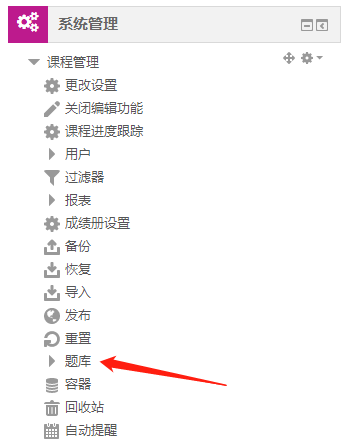 系统管理
课程管理
更改设置
关闭编辑功能
课程进度跟踪
用户
过滤器
报表
成绩册设置
备份
恢复
导入
发布
重置
题库
容器
回收站
自动提醒